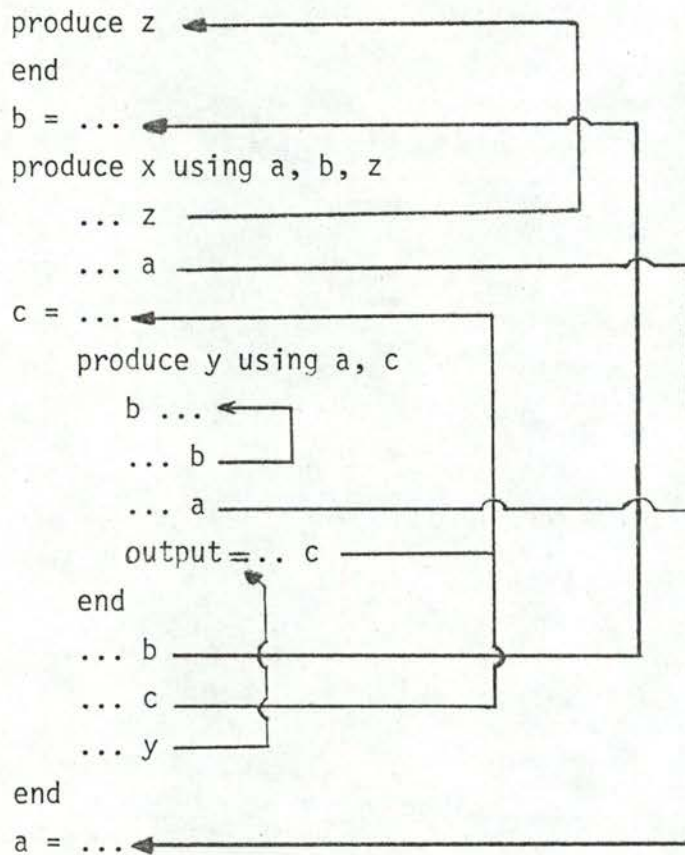 produce z
end
b = ...
produce x using a, b, z
... z
... a
c = ...
produce y using a, c
b ...
... b
... a
output=.. c
end
... b
... c
... y
end
a = ...